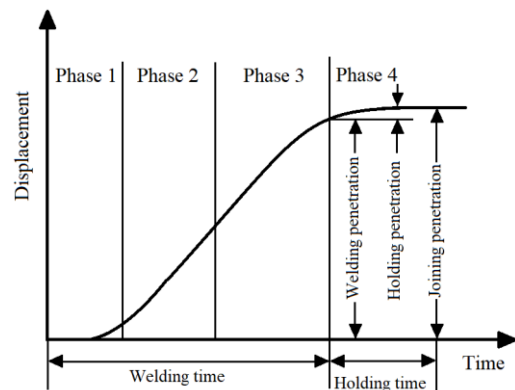 Phase 1 Phase 2 Phase 3 Phase 4
Displacement
Welding penetration
Holding penetration
Joining penetration
Time
Welding time
Holding time